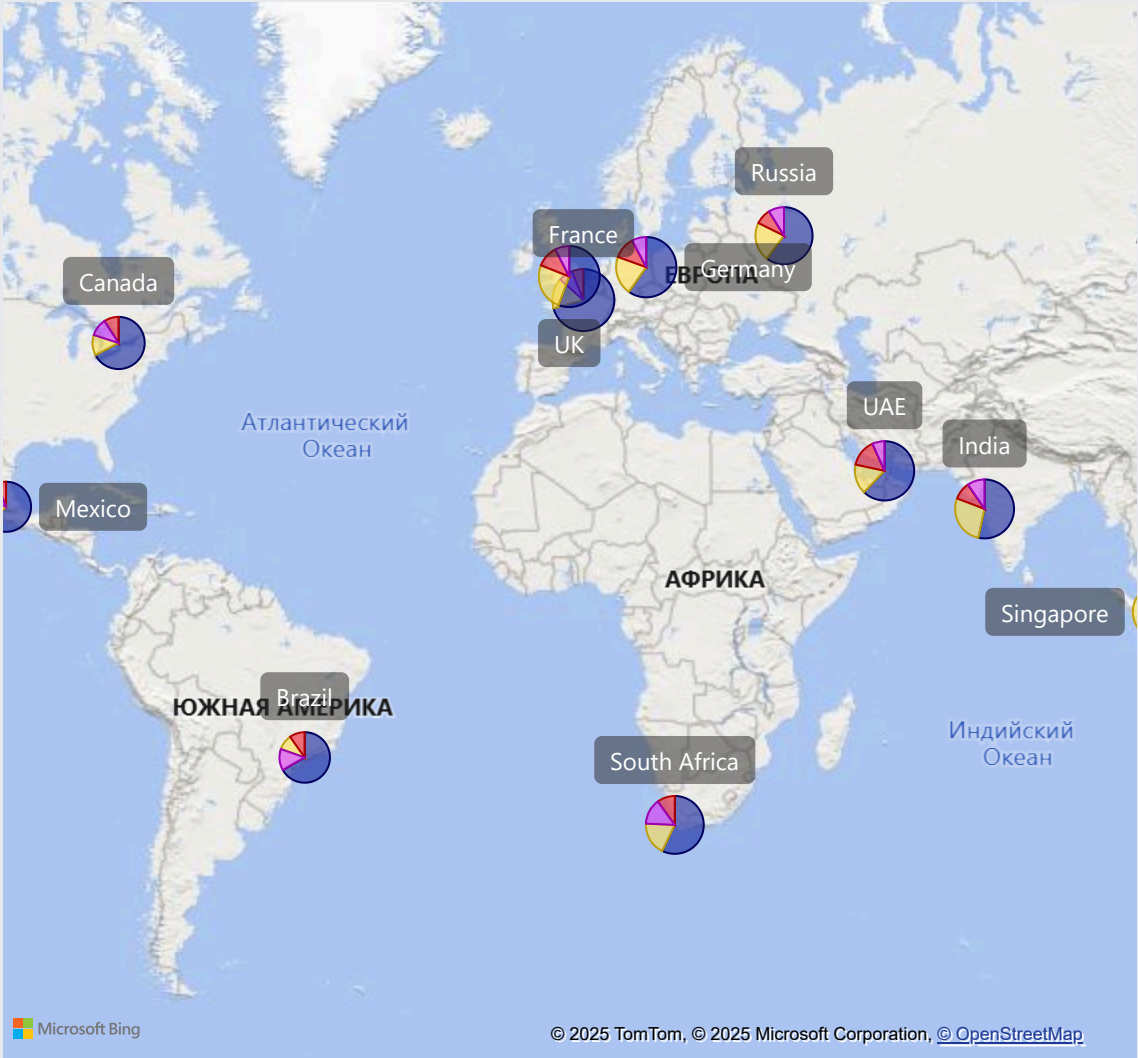 Russia
France
ЕВРОПА
Germany
Canada
UK
UAE
Атлантический
Океан
India
Mexico
АФРИКА
Singapore
Brazil
ЮЖНАЯ АМЕРИКА
Индийский
Океан
South Africa
Microsoft Bing
© 2025 TomTom, © 2025 Microsoft Corporation, © OpenStreetMap